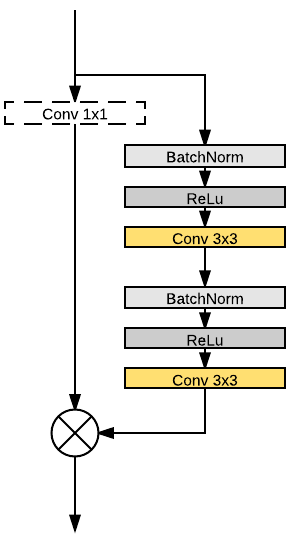 Conv 1x1
BatchNorm
ReLu
Conv 3x3
BatchNorm
ReLu
Conv 3x3